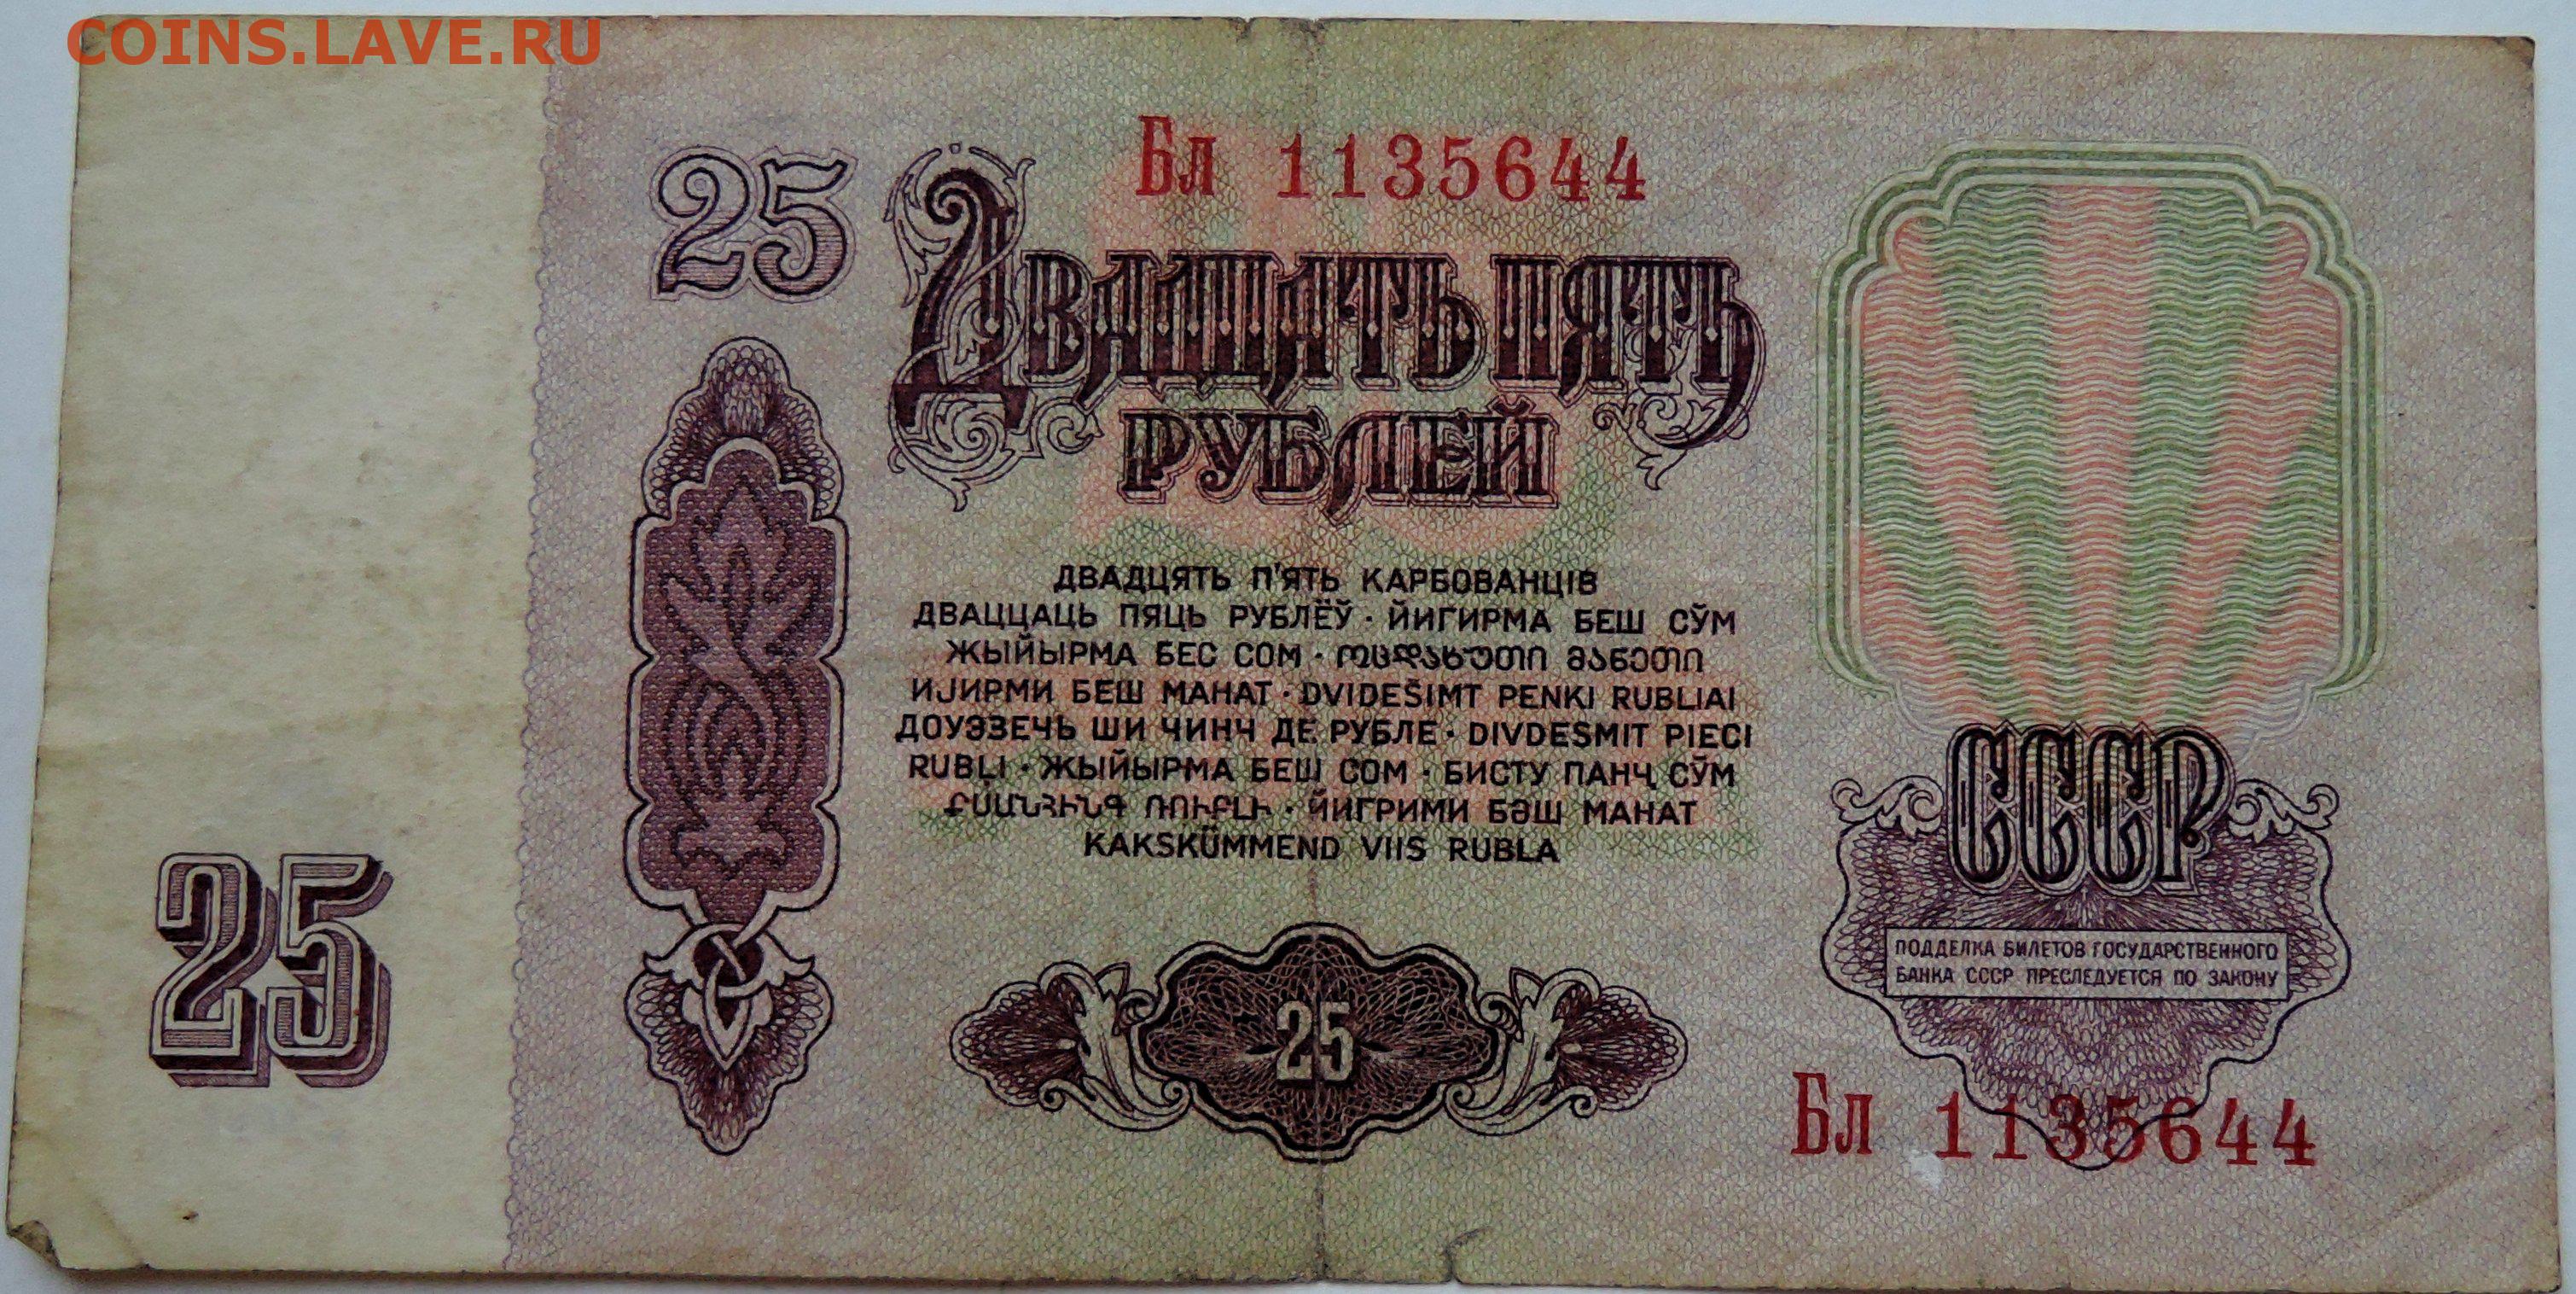 COINS.LAVE.RU
Бл 1135644
25
Двадцать пять
рублей
ДВАДЦЯТЬ П'ЯТЬ КАРБОВАНЦІВ
ДВАЦЦАЦЬ ПЯЦЬ РУБЛЁЎ · ЙИГИРМА БЕШ СЎМ
ЖЫЙЫРМА БЕС СОМ · ოცდახუთი მანეთი
ИЈИРМИ БЕШ МАНАТ · DVIDEŠIMT PENKI RUBLIAI
ДОУЭЗЕЧЬ ШИ ЧИНЧ ДЕ РУБЛЕ · DIVDESMIT PIECI
RUBĻI · ЖЫЙЫРМА БЕШ СОМ · БИСТУ ПАНҶ СЎМ
ՔՍԱՆՀԻՆԳ ՌՈՒԲԼԻ · ЙИГРИМИ БӘШ МАНАТ
KAKSKÜMMEND VIIS RUBLA
СССР
ПОДДЕЛКА БИЛЕТОВ ГОСУДАРСТВЕННОГО
БАНКА СССР ПРЕСЛЕДУЕТСЯ ПО ЗАКОНУ
25
25
Бл 1135644